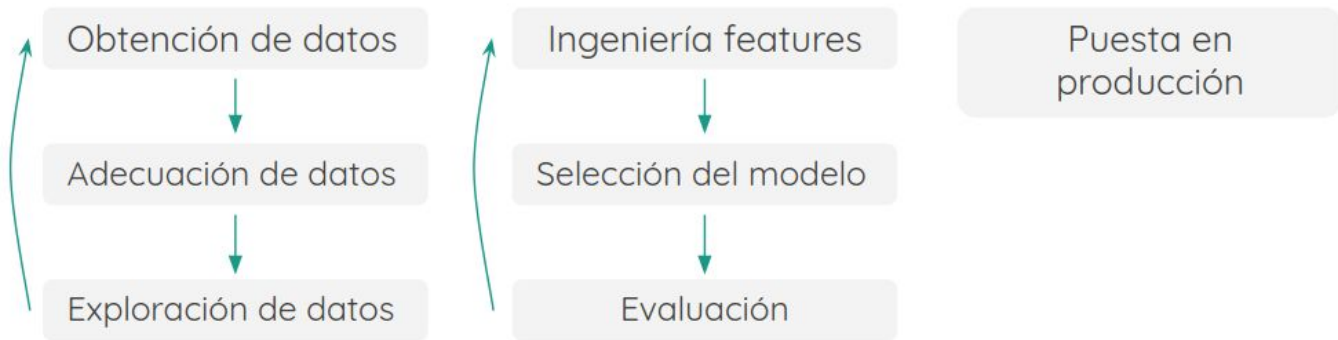 Obtención de datos
Adecuación de datos
Exploración de datos
Ingeniería features
Selección del modelo
Evaluación
Puesta en
producción